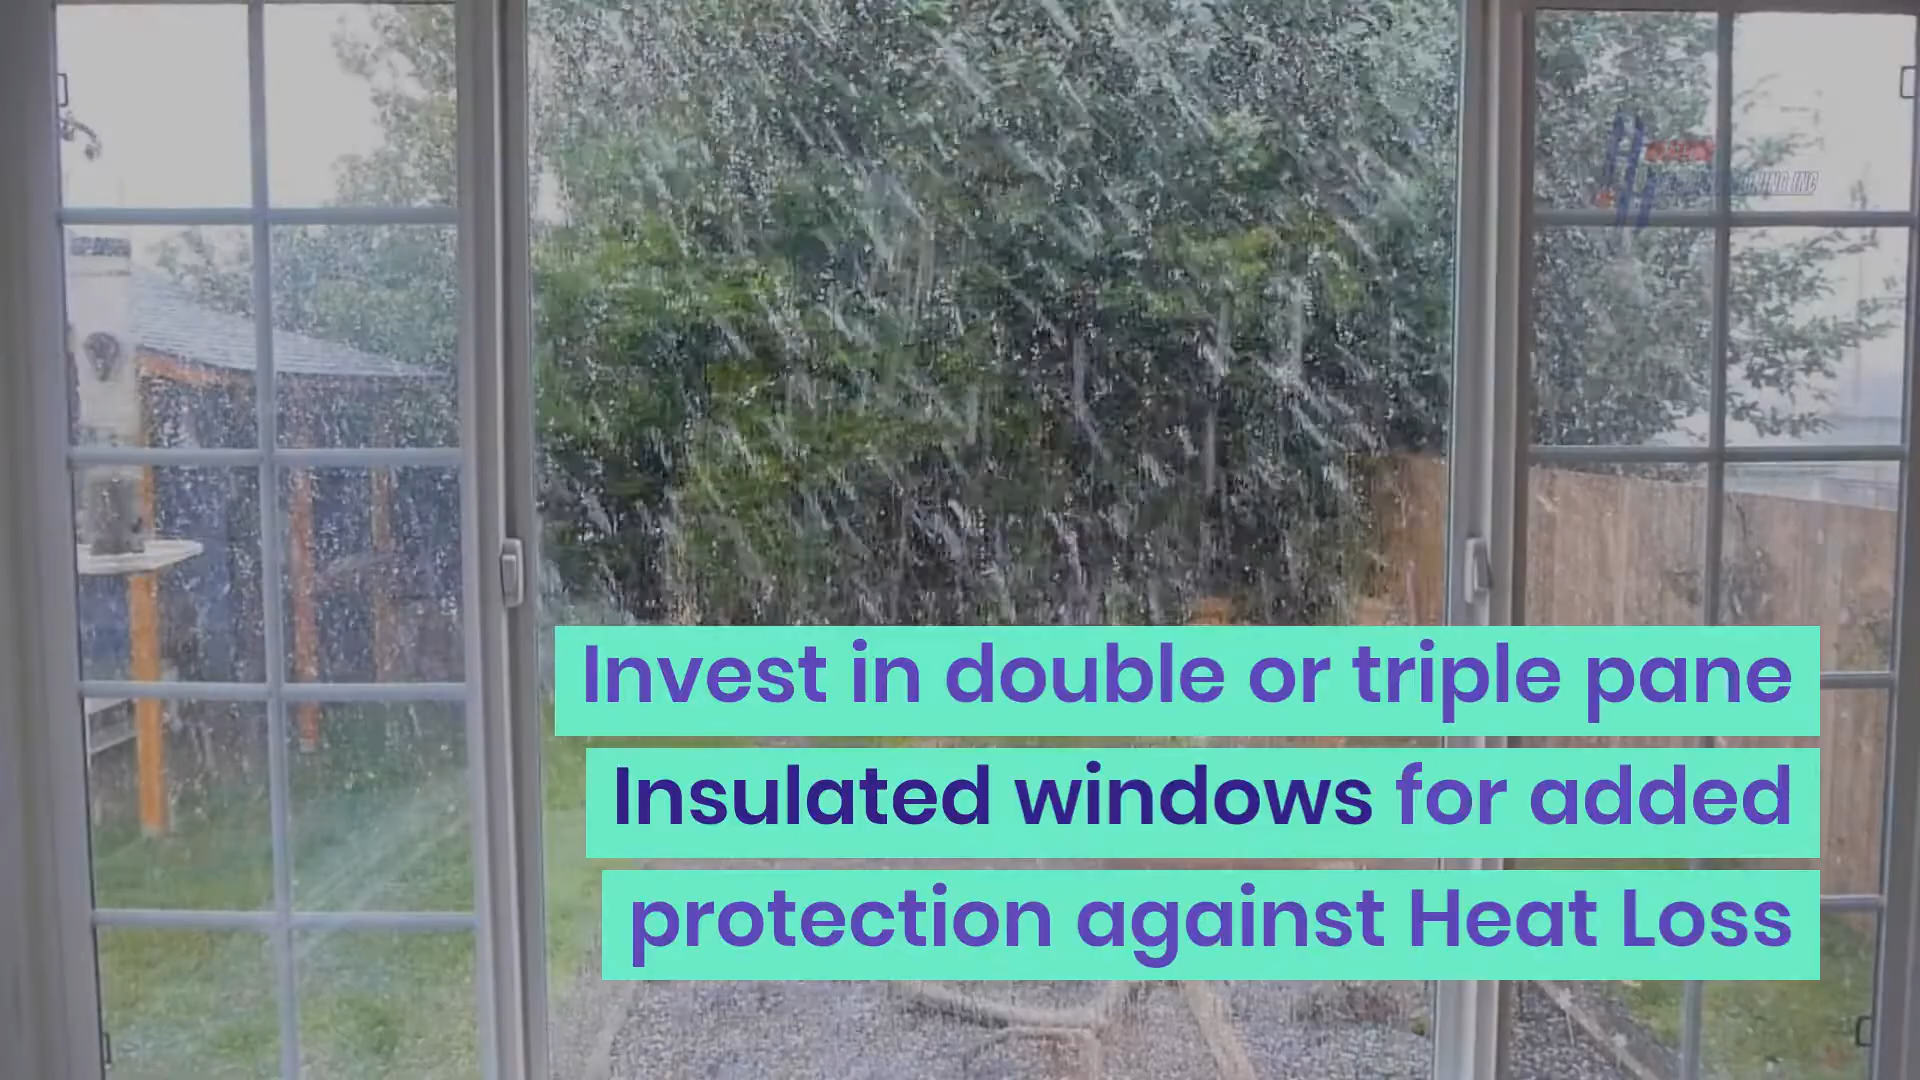 Invest in double or triple pane
Insulated windows for added
protection against Heat Loss